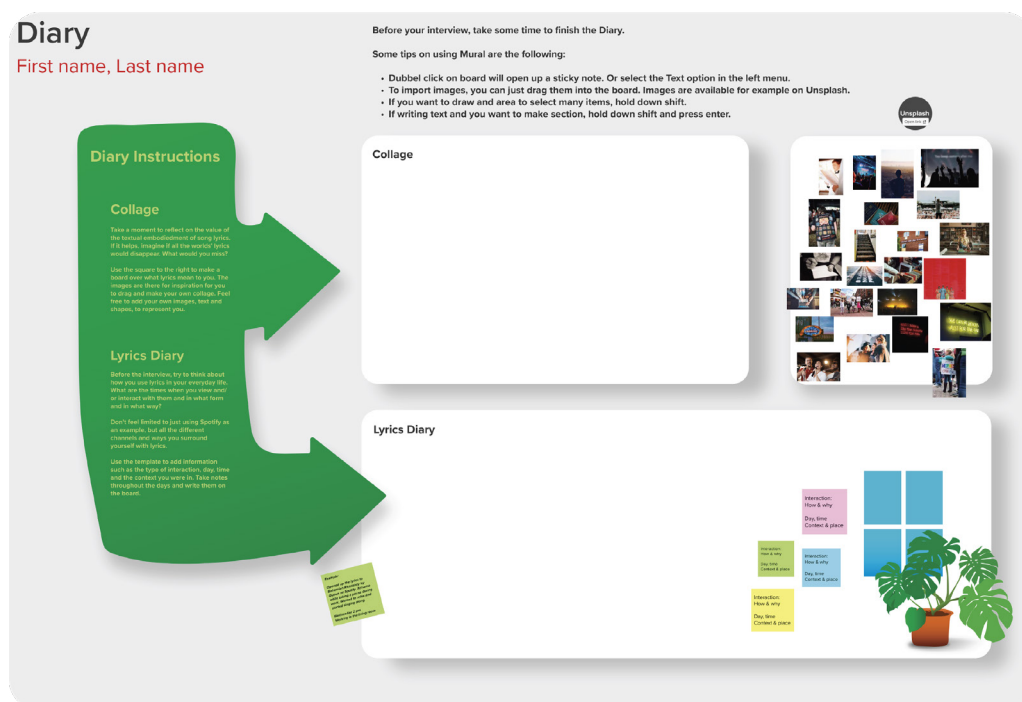 Diary
First name, Last name
Before your interview, take some time to finish the Diary.
Some tips on using Mural are the following:
• Dubbel click on board will open up a sticky note. Or select the Text option in the left menu.
• To import images, you can just drag them into the board. Images are available for example on Unsplash.
• If you want to draw and area to select many items, hold down shift.
• If writing text and you want to make section, hold down shift and press enter.
Unsplash
Diary Instructions
Collage
Take a moment to reflect on the value of
the textual embodiedment of song lyrics.
If it helps. Imagine if all the worlds' lyrics
would disappear. What would you miss?
Use the square to the right to make a
board over what lyrics mean to you. The
images are there for inspiration for you
to drag and make your own collage. Feel
free to add your own images, text and
shapes, to represent you.
Lyrics Diary
Before the interview, try to think about
how you use lyrics in your everyday life.
What are the times when you view and/
or interact with them and in what form
and in what way?
Don't feel limited to just using Spotify as
an example, but all the different
channels and ways you surround
yourself with lyrics.
Use the template to add information
such as the type of interaction, day, time
and the context you were in. Take notes
throughout the days and write them on
the board.
Collage
Lyrics Diary
Interaction:
How & why
Day, time
Context & place
Interaction:
How & why
Day, time
Context & place
Interaction:
How & why
Day, time
Context & place
Interaction:
How & why
Day, time
Context & place